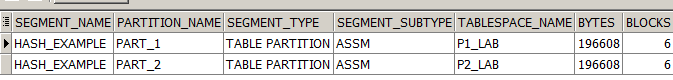 SEGMENT_NAME PARTITION_NAME SEGMENT_TYPE SEGMENT_SUBTYPE TABLESPACE_NAME BYTES BLOCKS
HASH_EXAMPLE PART_1 TABLE PARTITION ASSM P1_LAB 196608 6
HASH_EXAMPLE PART_2 TABLE PARTITION ASSM P2_LAB 196608 6